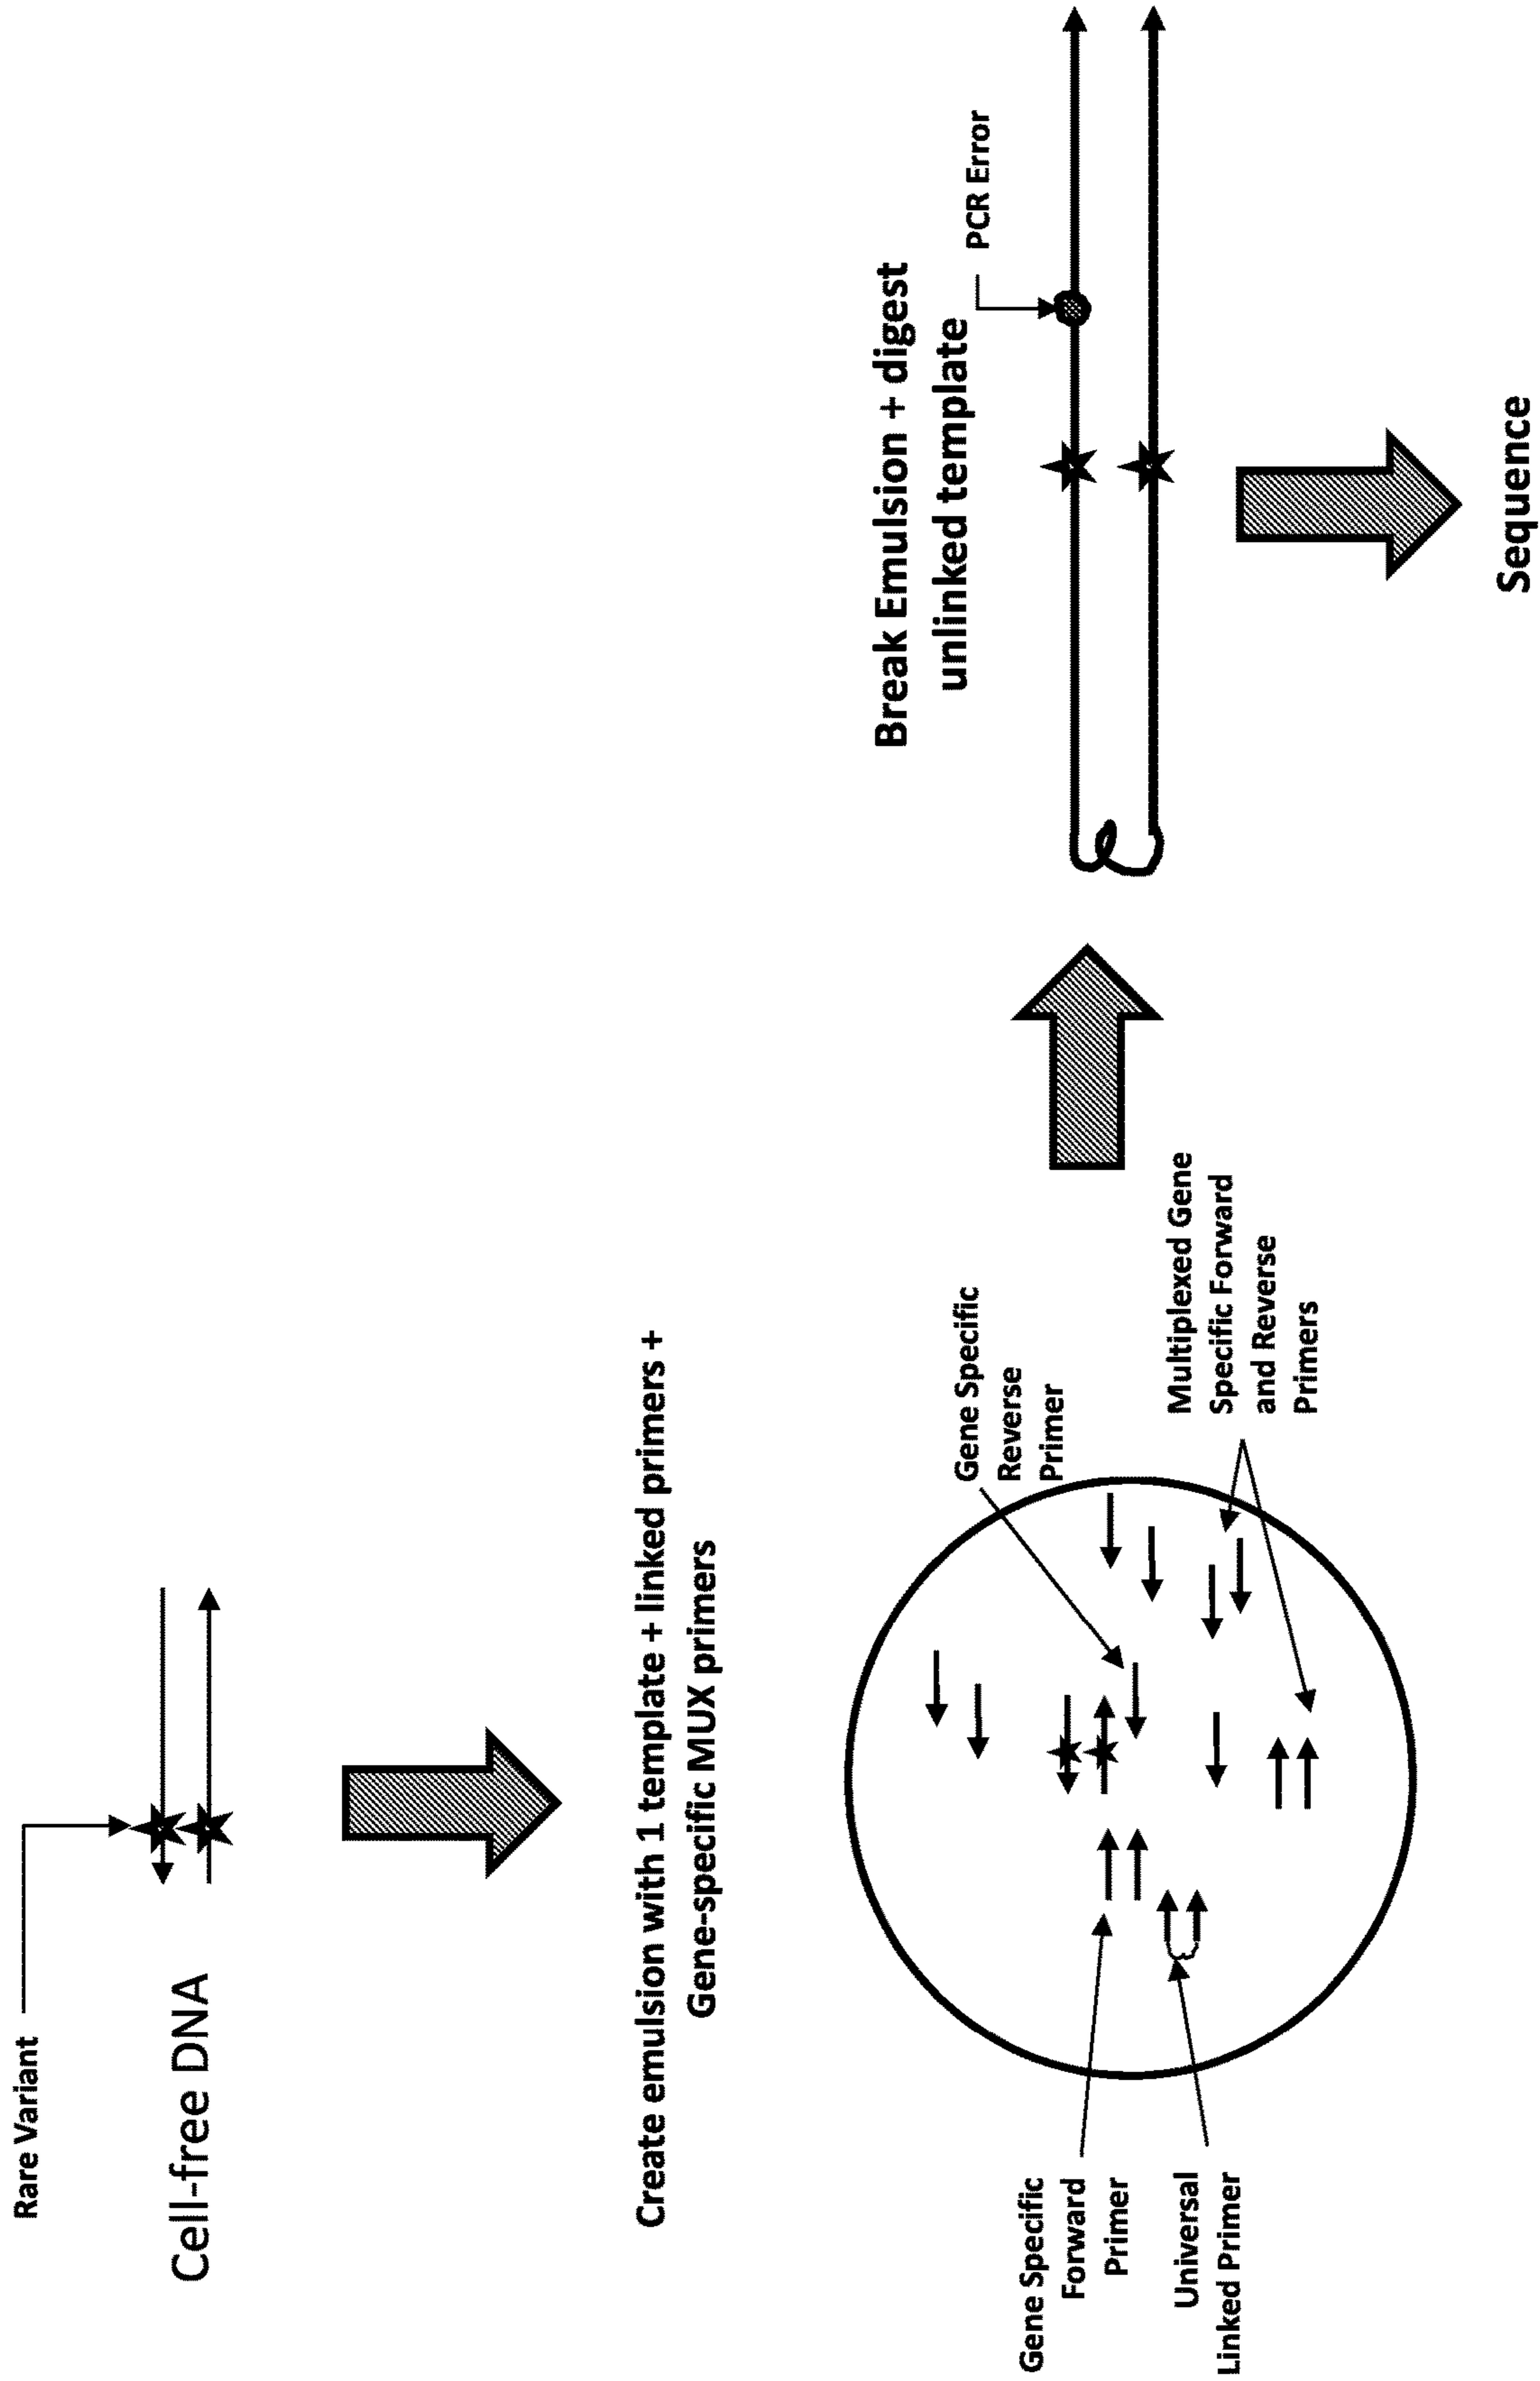 Rare Variant
Cell-free DNA
Create emulsion with 1 template + linked primers +
Gene-specific MUX primers
Gene Specific
Forward
Primer
Universal
Linked Primer
Gene Specific
Reverse
Primer
Multiplexed Gene
Specific Forward
and Reverse
Primers
Break Emulsion + digest
unlinked template
PCR Error
Sequence